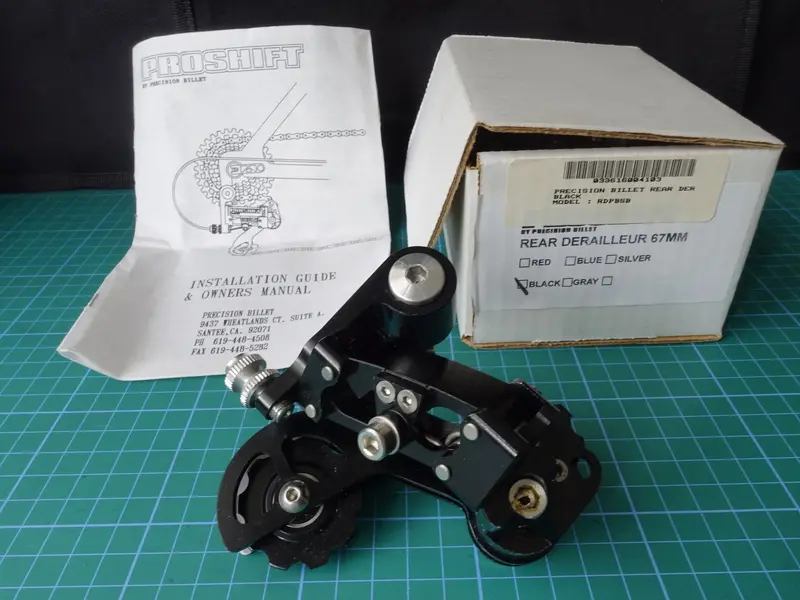 PROSHIFT
BY PRECISION BILLET
INSTALLATION GUIDE
& OWNERS MANUAL
PRECISION BILLET
9437 WHEATLANDS CT. SUITE A.
SANTEE, CA. 92071
PH 619-448-4508
FAX 619-448-5282
033616004103
PRECISION BILLET REAR DER
BLACK
MODEL : RDPBSB
BY PRECISION BILLET
REAR DERAILLEUR 67MM
RED BLUE SILVER
BLACK GRAY